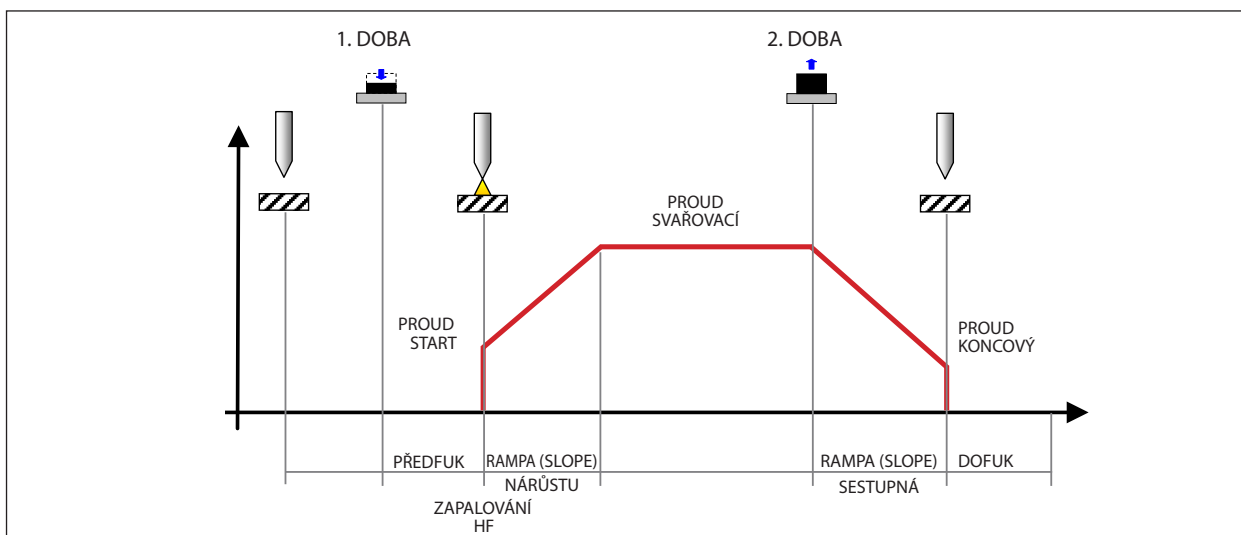 1. DOBA
2. DOBA
PROUD
SVAŘOVACÍ
PROUD
START
PROUD
KONCOVÝ
PŘEDFUK
RAMPA (SLOPE)
NÁRŮSTU
RAMPA (SLOPE)
SESTUPNÁ
DOFUK
ZAPALOVÁNÍ
HF